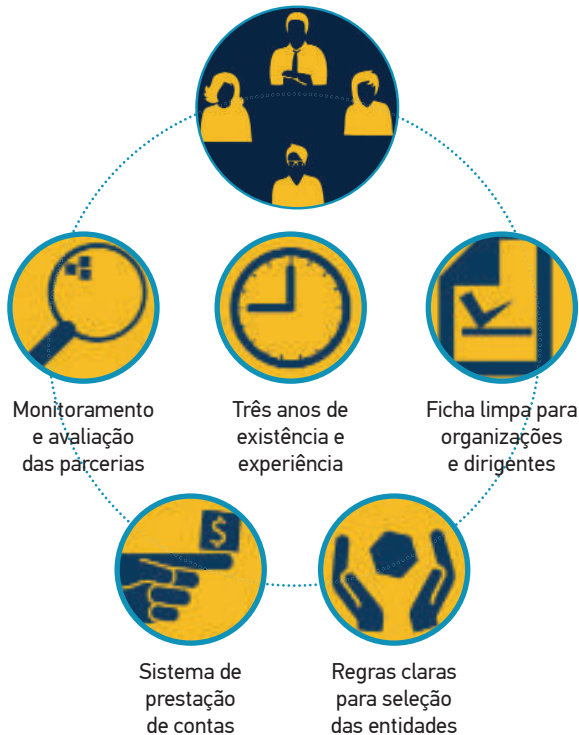 $
Monitoramento
e avaliação
das parcerias
Três anos de
existência e
experiência
Ficha limpa para
organizações
e dirigentes
Sistema de
prestação
de contas
Regras claras
para seleção
das entidades